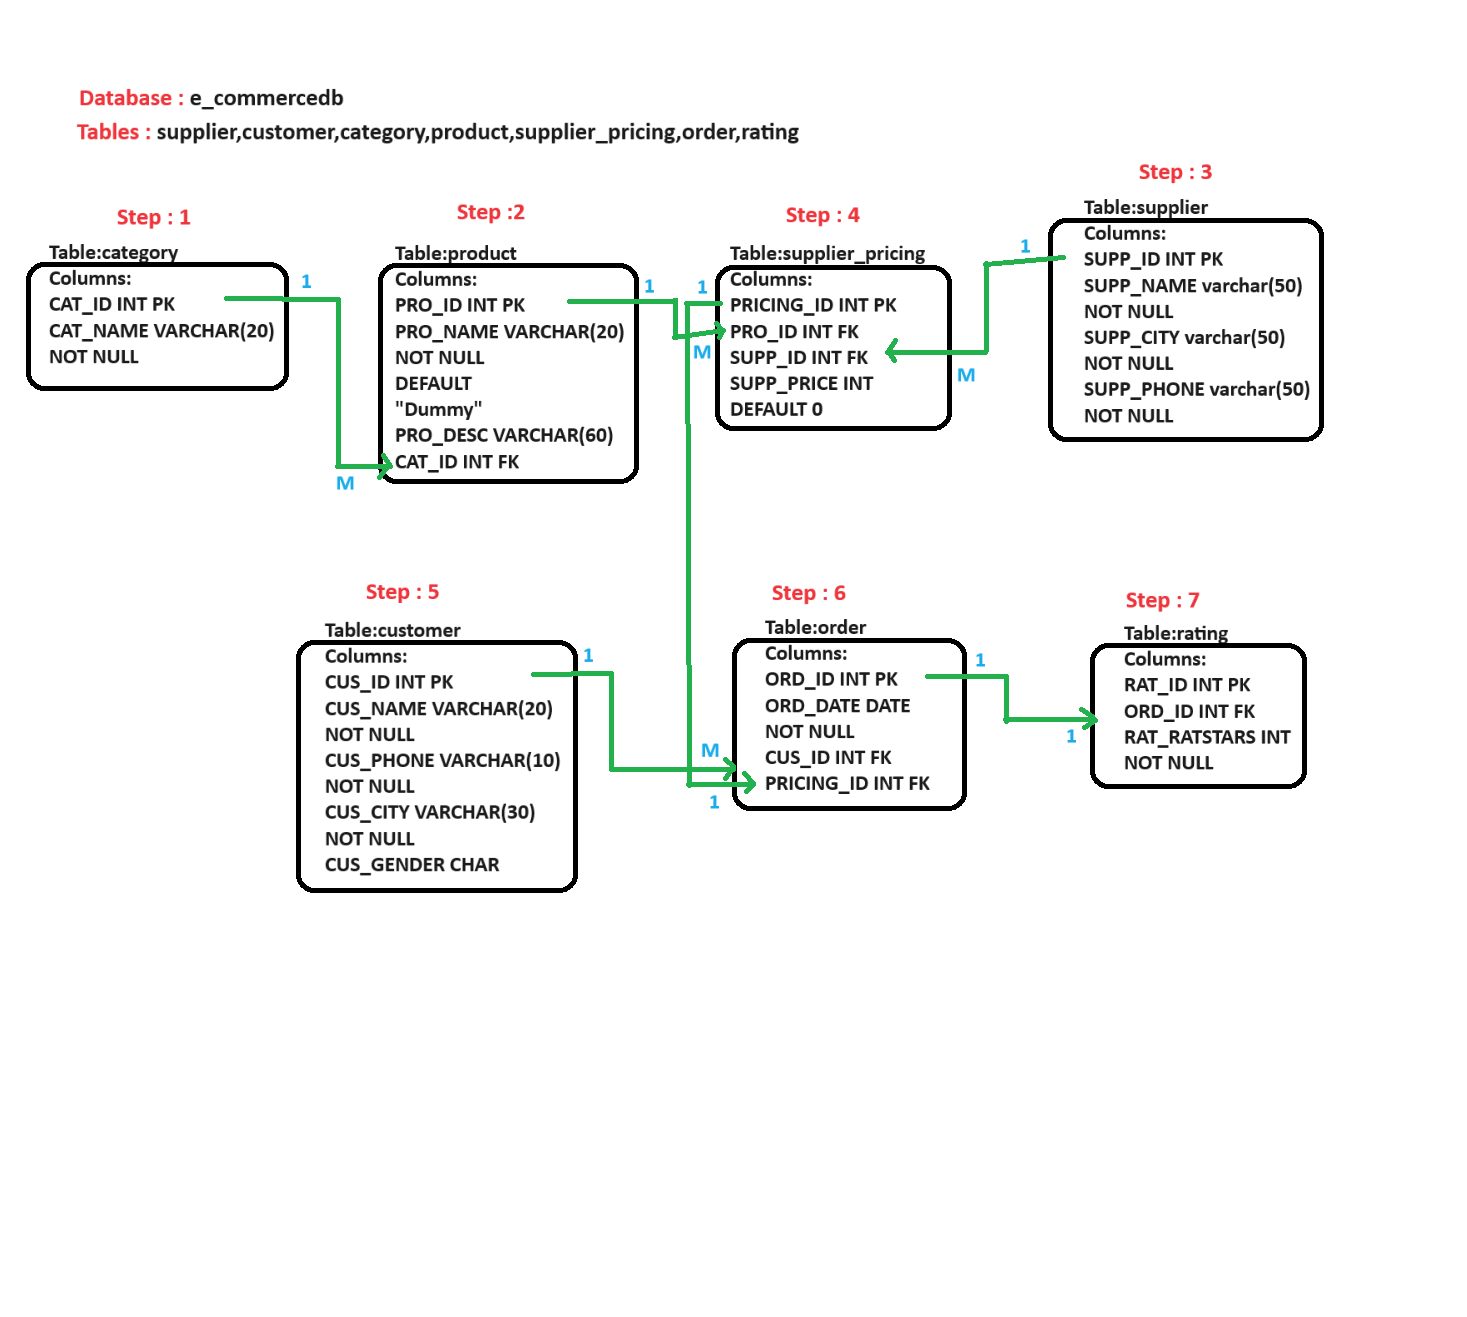 Database : e_commercedb
Tables : supplier,customer,category,product,supplier_pricing,order,rating
Step : 1
Table:category
Columns:
CAT_ID INT PK
CAT_NAME VARCHAR(20)
NOT NULL
1
M
Step :2
Table:product
Columns:
PRO_ID INT PK
PRO_NAME VARCHAR(20)
NOT NULL
DEFAULT
"Dummy"
PRO_DESC VARCHAR(60)
CAT_ID INT FK
1
M
Step : 4
Table:supplier_pricing
1
Columns:
PRICING_ID INT PK
PRO_ID INT FK
SUPP_ID INT FK
SUPP_PRICE INT
DEFAULT 0
Step : 3
Table:supplier
Columns:
SUPP_ID INT PK
SUPP_NAME varchar(50)
NOT NULL
SUPP_CITY varchar(50)
NOT NULL
SUPP_PHONE varchar(50)
NOT NULL
1
M
Step : 5
Table:customer
Columns:
CUS_ID INT PK
CUS_NAME VARCHAR(20)
NOT NULL
CUS_PHONE VARCHAR(10)
NOT NULL
CUS_CITY VARCHAR(30)
NOT NULL
CUS_GENDER CHAR
1
M
1
Step : 6
Table:order
Columns:
ORD_ID INT PK
ORD_DATE DATE
NOT NULL
CUS_ID INT FK
PRICING_ID INT FK
1
1
Step : 7
Table:rating
Columns:
RAT_ID INT PK
ORD_ID INT FK
RAT_RATSTARS INT
NOT NULL